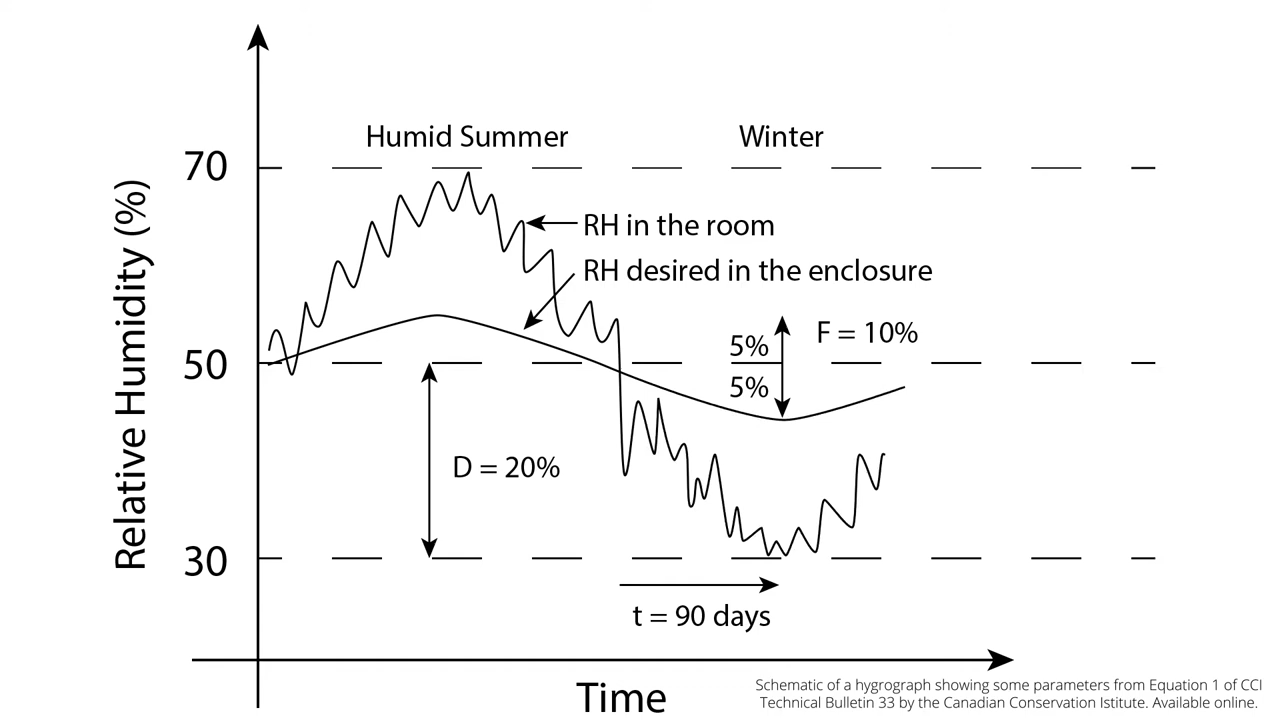 Humid Summer
Winter
70
RH in the room
RH desired in the enclosure
5%
F = 10%
50
5%
D = 20%
30
t = 90 days
Relative Humidity (%)
Time
Schematic of a hygrograph showing some parameters from Equation 1 of CCI
Technical Bulletin 33 by the Canadian Conservation Istitute. Available online.